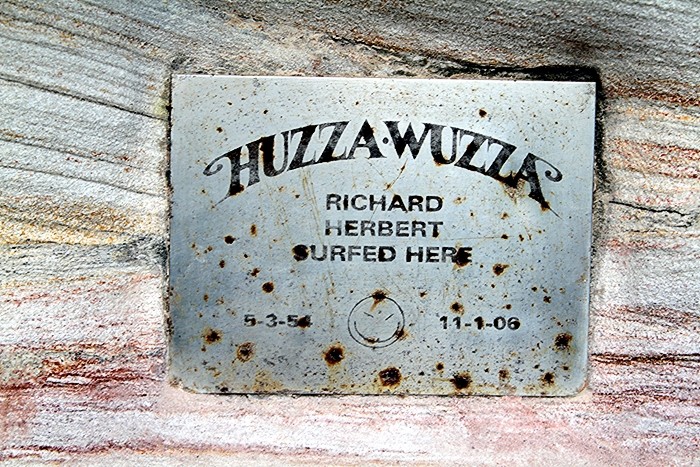 HUZZA·WUZZA
RICHARD
HERBERT
SURFED HERE
5-3-54 11-1-06